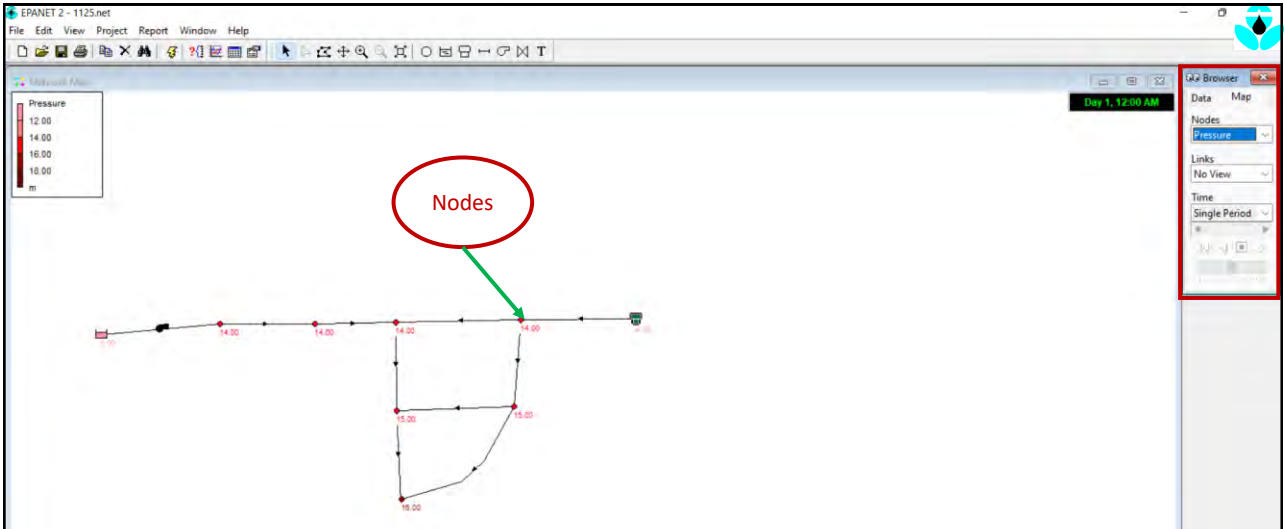 EPANET 2 - 1125.net
File Edit View Project Report Window Help
T
Network Map
Browser
Day 1, 12:00 AM
Data Map
Pressure
12.00
14.00
16.00
18.00
m
Nodes
Pressure
Links
No View
Time
Single Period
Nodes
14.00
14.00
14.00
14.00
15.00
15.00